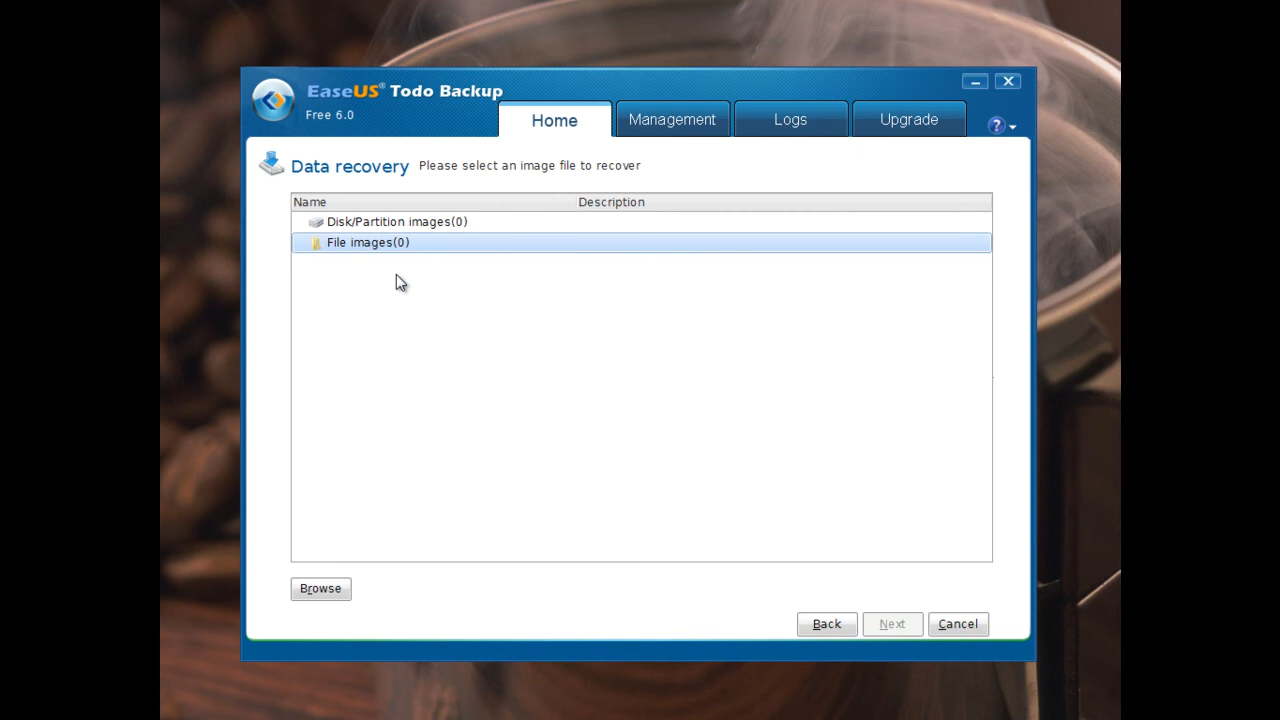 EaseUS® Todo Backup
Free 6.0
Home
Management
Logs
Upgrade
?
Data recovery
Please select an image file to recover
Name
Description
Disk/Partition images(0)
File images(0)
Browse
Back
Next
Cancel